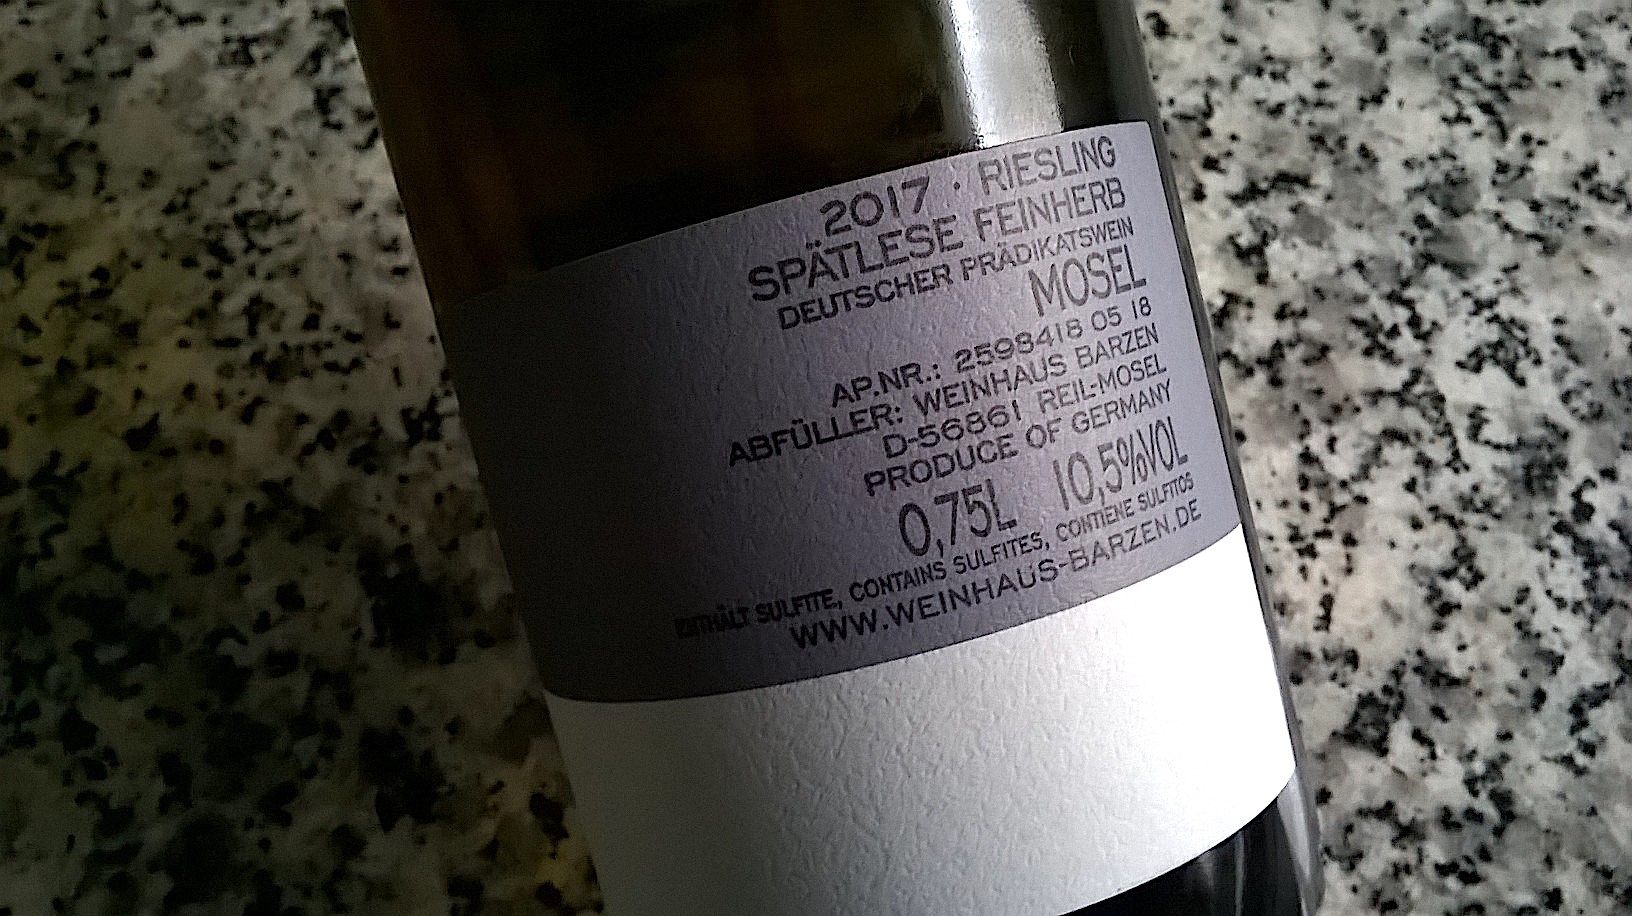 2017 · RIESLING
SPÄTLESE FEINHERB
DEUTSCHER PRÄDIKATSWEIN
MOSEL
AP.NR.: 2598418 05 18
ABFÜLLER: WEINHAUS BARZEN
D-56861 REIL-MOSEL
PRODUCE OF GERMANY
0,75L 10,5%VOL
ENTHÄLT SULFITE, CONTAINS SULFITES, CONTIENE SULFITOS
WWW.WEINHAUS-BARZEN.DE